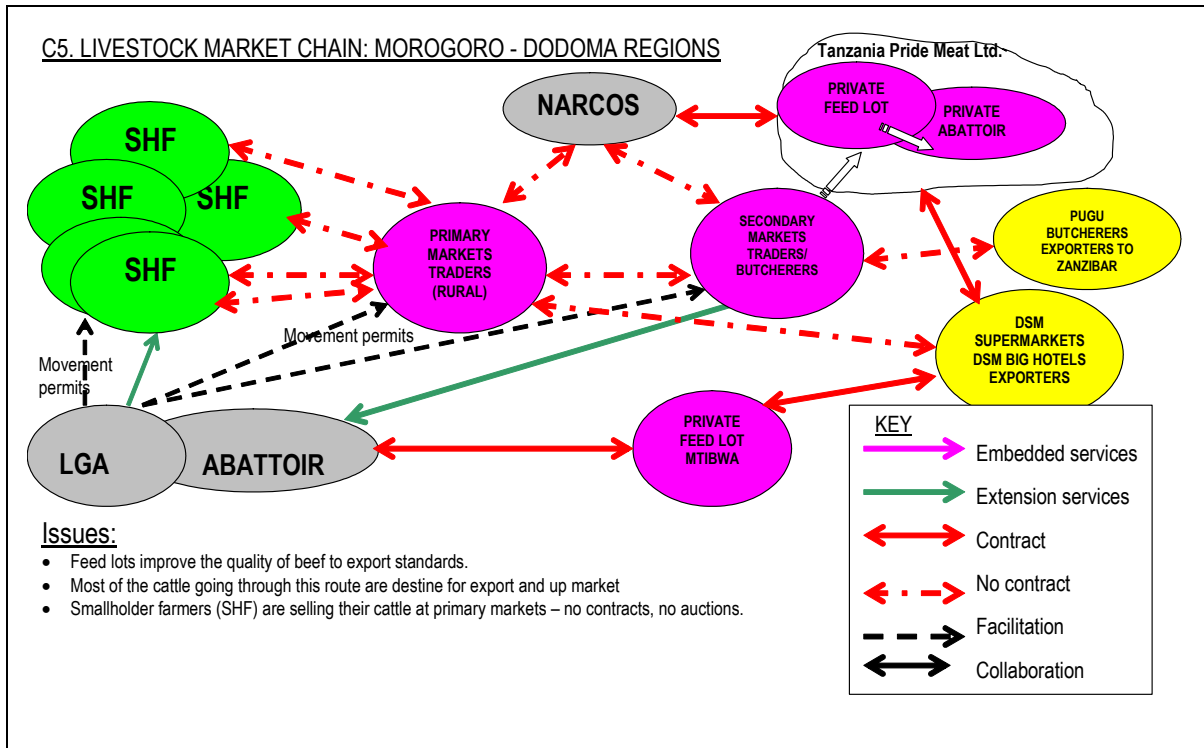 C5. LIVESTOCK MARKET CHAIN: MOROGORO - DODOMA REGIONS
Tanzania Pride Meat Ltd.
PRIVATE
FEED LOT
PRIVATE
ABATTOIR
NARCOS
SHF
SHF
SHF
SHF
PRIMARY
MARKETS
TRADERS
(RURAL)
SECONDARY
MARKETS
TRADERS/
BUTCHERERS
PUGU
BUTCHERERS
EXPORTERS TO
ZANZIBAR
DSM
SUPERMARKETS
DSM BIG HOTELS
EXPORTERS
Movement permits
Movement
permits
LGA
ABATTOIR
PRIVATE
FEED LOT
MTIBWA
KEY
Embedded services
Extension services
Contract
No contract
Facilitation
Collaboration
Issues:
• Feed lots improve the quality of beef to export standards.
• Most of the cattle going through this route are destine for export and up market
• Smallholder farmers (SHF) are selling their cattle at primary markets – no contracts, no auctions.